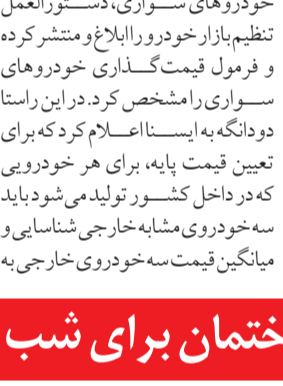 خودروهای سواری، دستورالعمل
تنظیم بازار خودرو را ابلاغ و منتشر کرده
و فرمول قیمت‌گذاری خودروهای
سواری را مشخص کرد. در این راستا
دودانگه به ایسنا اعلام کرد که برای
تعیین قیمت پایه، برای هر خودرویی
که در داخل کشور تولید می‌شود باید
سه خودروی مشابه خارجی شناسایی و
میانگین قیمت سه خودروی خارجی به
ختمان برای شب